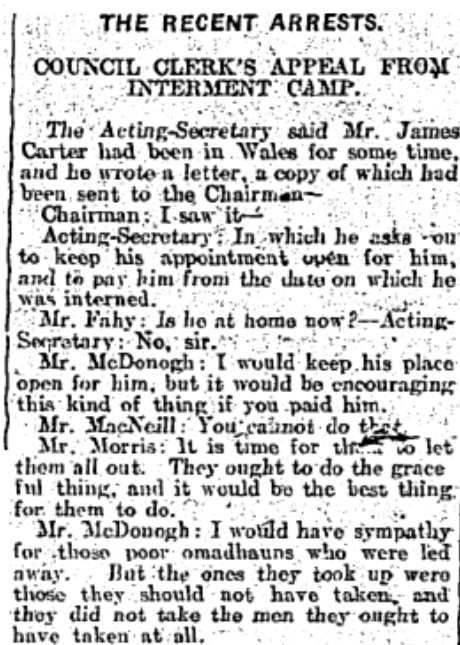 THE RECENT ARRESTS.
COUNCIL CLERK'S APPEAL FROM
INTERMENT CAMP.
The Acting-Secretary said Mr. James
Carter had been in Wales for some time,
and he wrote a letter, a copy of which had
been sent to the Chairman—
Chairman: I saw it—
Acting-Secretary: In which he asks you
to keep his appointment open for him,
and to pay him from the date on which he
was interned.
Mr. Fahy: Is he at home now?—Acting-
Secretary: No, sir.
Mr. McDonogh: I would keep his place
open for him, but it would be encouraging
this kind of thing if you paid him.
Mr. MacNeill: You cannot do that.
Mr. Morris: It is time for to let
them all out. They ought to do the grace
ful thing, and it would be the best thing
for them to do.
Mr. McDonogh: I would have sympathy
for those poor omadhauns who were led
away. But the ones they took up were
those they should not have taken, and
they did not take the men they ought to
have taken at all.